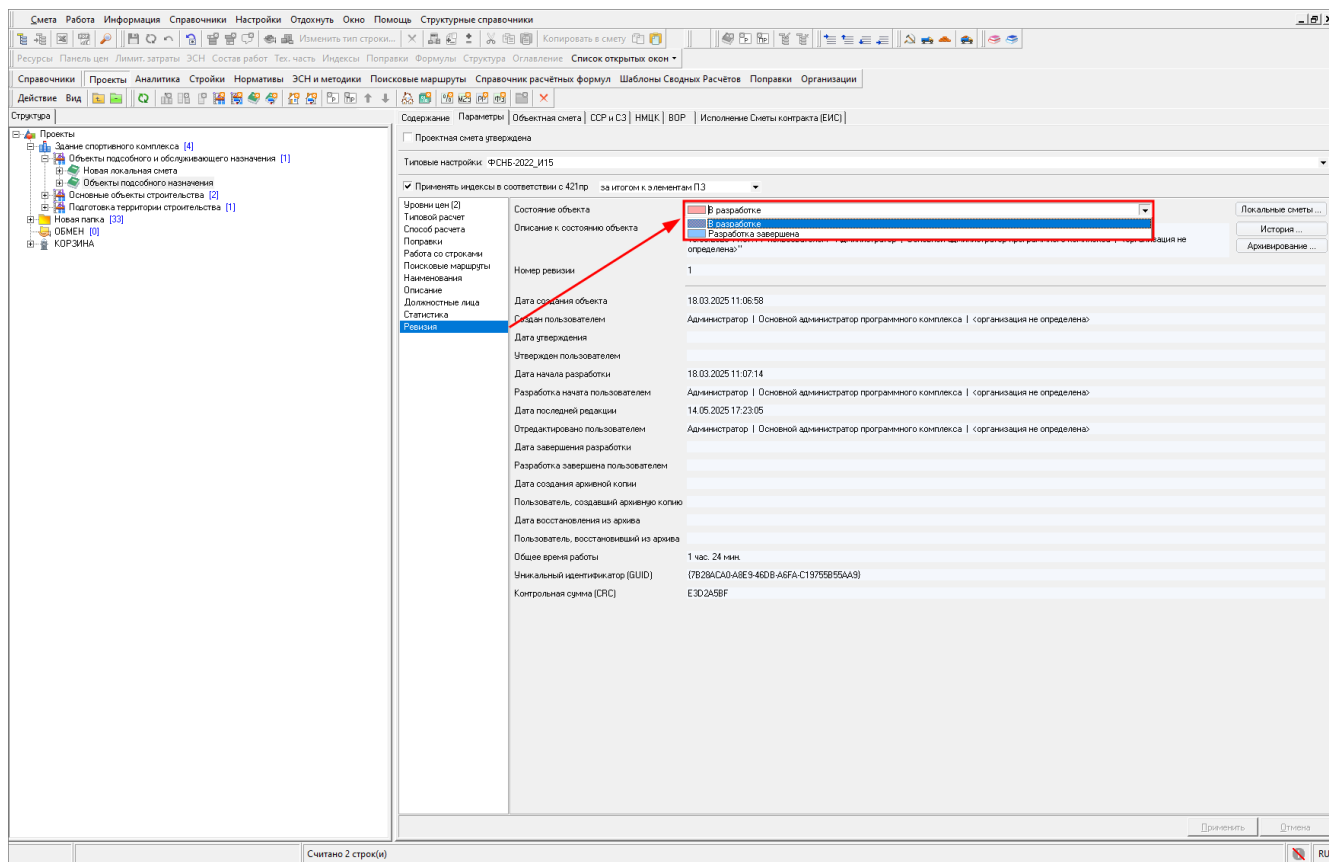 Смета Работа Информация Справочники Настройки Отдохнуть Окно Помощь Структурные справочники
Изменить тип строки... Копировать в смету
Ресурсы Панель цен Лимит. затраты ЭСН Состав работ Тех. часть Индексы Поправки Формулы Структура Оглавление Список открытых окон
Справочники Проекты Аналитика Стройки Нормативы ЭСН и методики Поисковые маршруты Справочник расчётных формул Шаблоны Сводных Расчётов Поправки Организации
Действие Вид
Структура
Проекты
Здание спортивного комплекса [4]
Объекты подсобного и обслуживающего назначения [1]
Новая локальная смета
Объекты подсобного назначения
Основные объекты строительства [2]
Подготовка территории строительства [1]
Новая папка [33]
ОБМЕН [0]
КОРЗИНА
Содержание Параметры Объектная смета ССР и СЗ НМЦК ВОР Исполнение Сметы контракта (ЕИС)
Проектная смета утверждена
Типовые настройки: ФСНБ-2022_И15
Применять индексы в соответствии с 421пр за итогом к элементам ПЗ
Уровни цен (2)
Типовой расчет
Способ расчета
Поправки
Работа со строками
Поисковые маршруты
Наименования
Описание
Должностные лица
Статистика
Ревизия
Состояние объекта В разработке Локальные сметы ...
В разработке
Разработка завершена
Описание к состоянию объекта История ...
определена>" Архивирование ...
Номер ревизии 1
Дата создания объекта 18.03.2025 11:06:58
Создан пользователем Администратор | Основной администратор программного комплекса | <организация не определена>
Дата утверждения
Утвержден пользователем
Дата начала разработки 18.03.2025 11:07:14
Разработка начата пользователем Администратор | Основной администратор программного комплекса | <организация не определена>
Дата последней редакции 14.05.2025 17:23:05
Отредактировано пользователем Администратор | Основной администратор программного комплекса | <организация не определена>
Дата завершения разработки
Разработка завершена пользователем
Дата создания архивной копии
Пользователь, создавший архивную копию
Дата восстановления из архива
Пользователь, восстановивший из архива
Общее время работы 1 час. 24 мин.
Уникальный идентификатор (GUID) {7B28ACA0-A8E9-46DB-A6FA-C19755B55AA9}
Контрольная сумма (CRC) E3D2A5BF
Применить Отмена
Считано 2 строк(и) RU